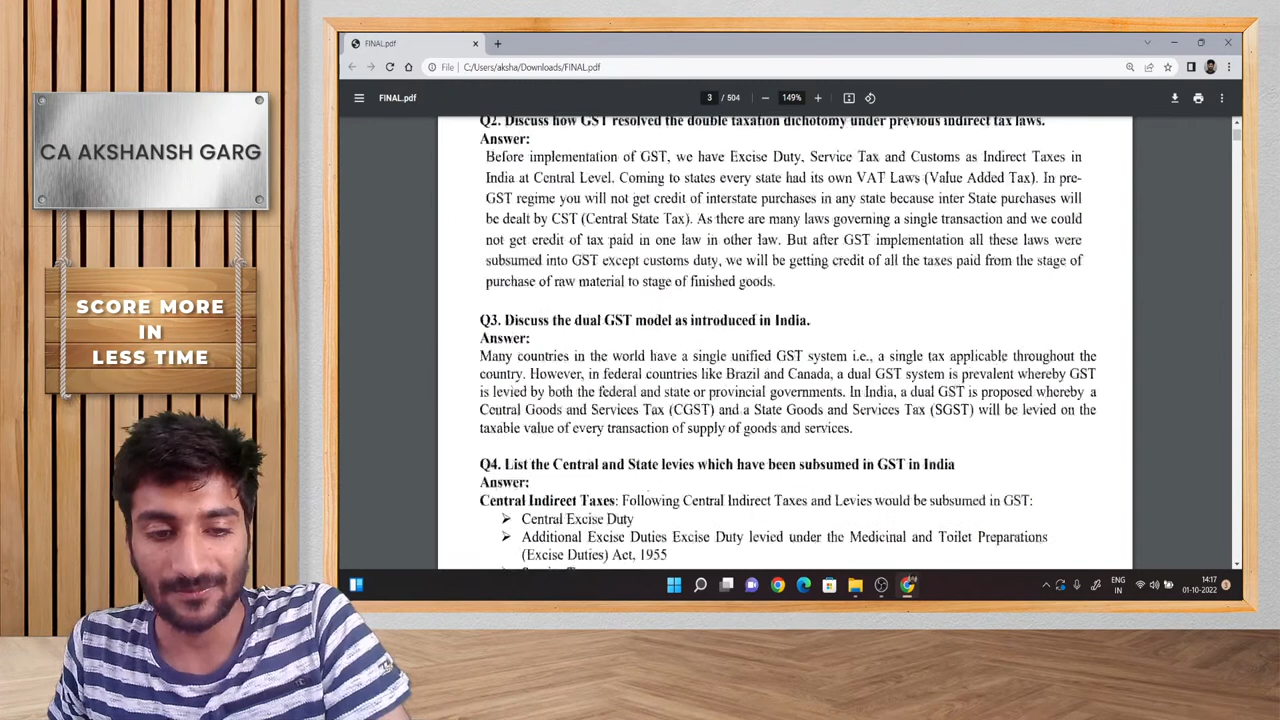 CA AKSHANSH GARG
SCORE MORE
IN
LESS TIME
FINAL.pdf
File C:/Users/aksha/Downloads/FINAL.pdf
FINAL.pdf
3 / 504
149%
Q2. Discuss how GST resolved the double taxation dichotomy under previous indirect tax laws.
Answer:
Before implementation of GST, we have Excise Duty, Service Tax and Customs as Indirect Taxes in
India at Central Level. Coming to states every state had its own VAT Laws (Value Added Tax). In pre-
GST regime you will not get credit of interstate purchases in any state because inter State purchases will
be dealt by CST (Central State Tax). As there are many laws governing a single transaction and we could
not get credit of tax paid in one law in other law. But after GST implementation all these laws were
subsumed into GST except customs duty, we will be getting credit of all the taxes paid from the stage of
purchase of raw material to stage of finished goods.
Q3. Discuss the dual GST model as introduced in India.
Answer:
Many countries in the world have a single unified GST system i.e., a single tax applicable throughout the
country. However, in federal countries like Brazil and Canada, a dual GST system is prevalent whereby GST
is levied by both the federal and state or provincial governments. In India, a dual GST is proposed whereby a
Central Goods and Services Tax (CGST) and a State Goods and Services Tax (SGST) will be levied on the
taxable value of every transaction of supply of goods and services.
Q4. List the Central and State levies which have been subsumed in GST in India
Answer:
Central Indirect Taxes: Following Central Indirect Taxes and Levies would be subsumed in GST:
Central Excise Duty
Additional Excise Duties Excise Duty levied under the Medicinal and Toilet Preparations
(Excise Duties) Act, 1955
ENG
IN
14:17
01-10-2022